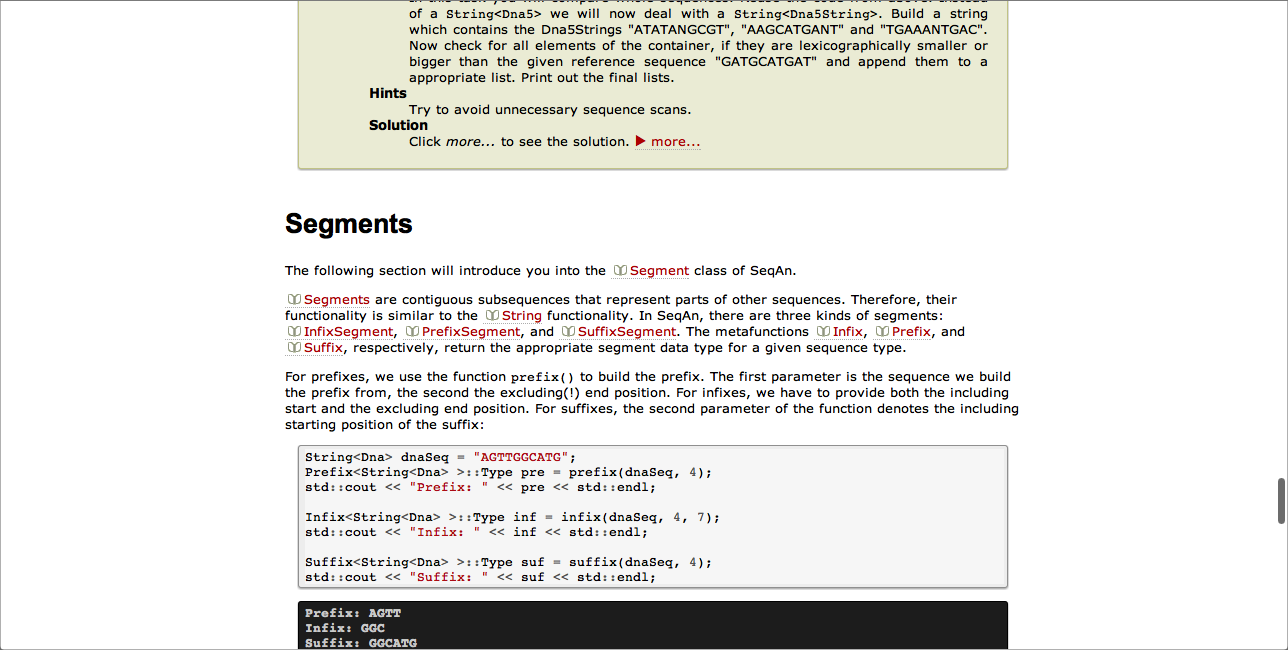 of a String<Dna5> we will now deal with a String<Dna5String>. Build a string
which contains the Dna5Strings "ATATANGCGT", "AAGCATGANT" and "TGAAANTGAC".
Now check for all elements of the container, if they are lexicographically smaller or
bigger than the given reference sequence "GATGCATGAT" and append them to a
appropriate list. Print out the final lists.
Hints
Try to avoid unnecessary sequence scans.
Solution
Click more... to see the solution. ▶ more...
Segments
The following section will introduce you into the Segment class of SeqAn.
Segments are contiguous subsequences that represent parts of other sequences. Therefore, their
functionality is similar to the String functionality. In SeqAn, there are three kinds of segments:
InfixSegment, PrefixSegment, and SuffixSegment. The metafunctions Infix, Prefix, and
Suffix, respectively, return the appropriate segment data type for a given sequence type.
For prefixes, we use the function prefix() to build the prefix. The first parameter is the sequence we build
the prefix from, the second the excluding(!) end position. For infixes, we have to provide both the including
start and the excluding end position. For suffixes, the second parameter of the function denotes the including
starting position of the suffix:
String<Dna> dnaSeq = "AGTTGGCATG";
Prefix<String<Dna> >::Type pre = prefix(dnaSeq, 4);
std::cout << "Prefix: " << pre << std::endl;
Infix<String<Dna> >::Type inf = infix(dnaSeq, 4, 7);
std::cout << "Infix: " << inf << std::endl;
Suffix<String<Dna> >::Type suf = suffix(dnaSeq, 4);
std::cout << "Suffix: " << suf << std::endl;
Prefix: AGTT
Infix: GGC
Suffix: GGCATG